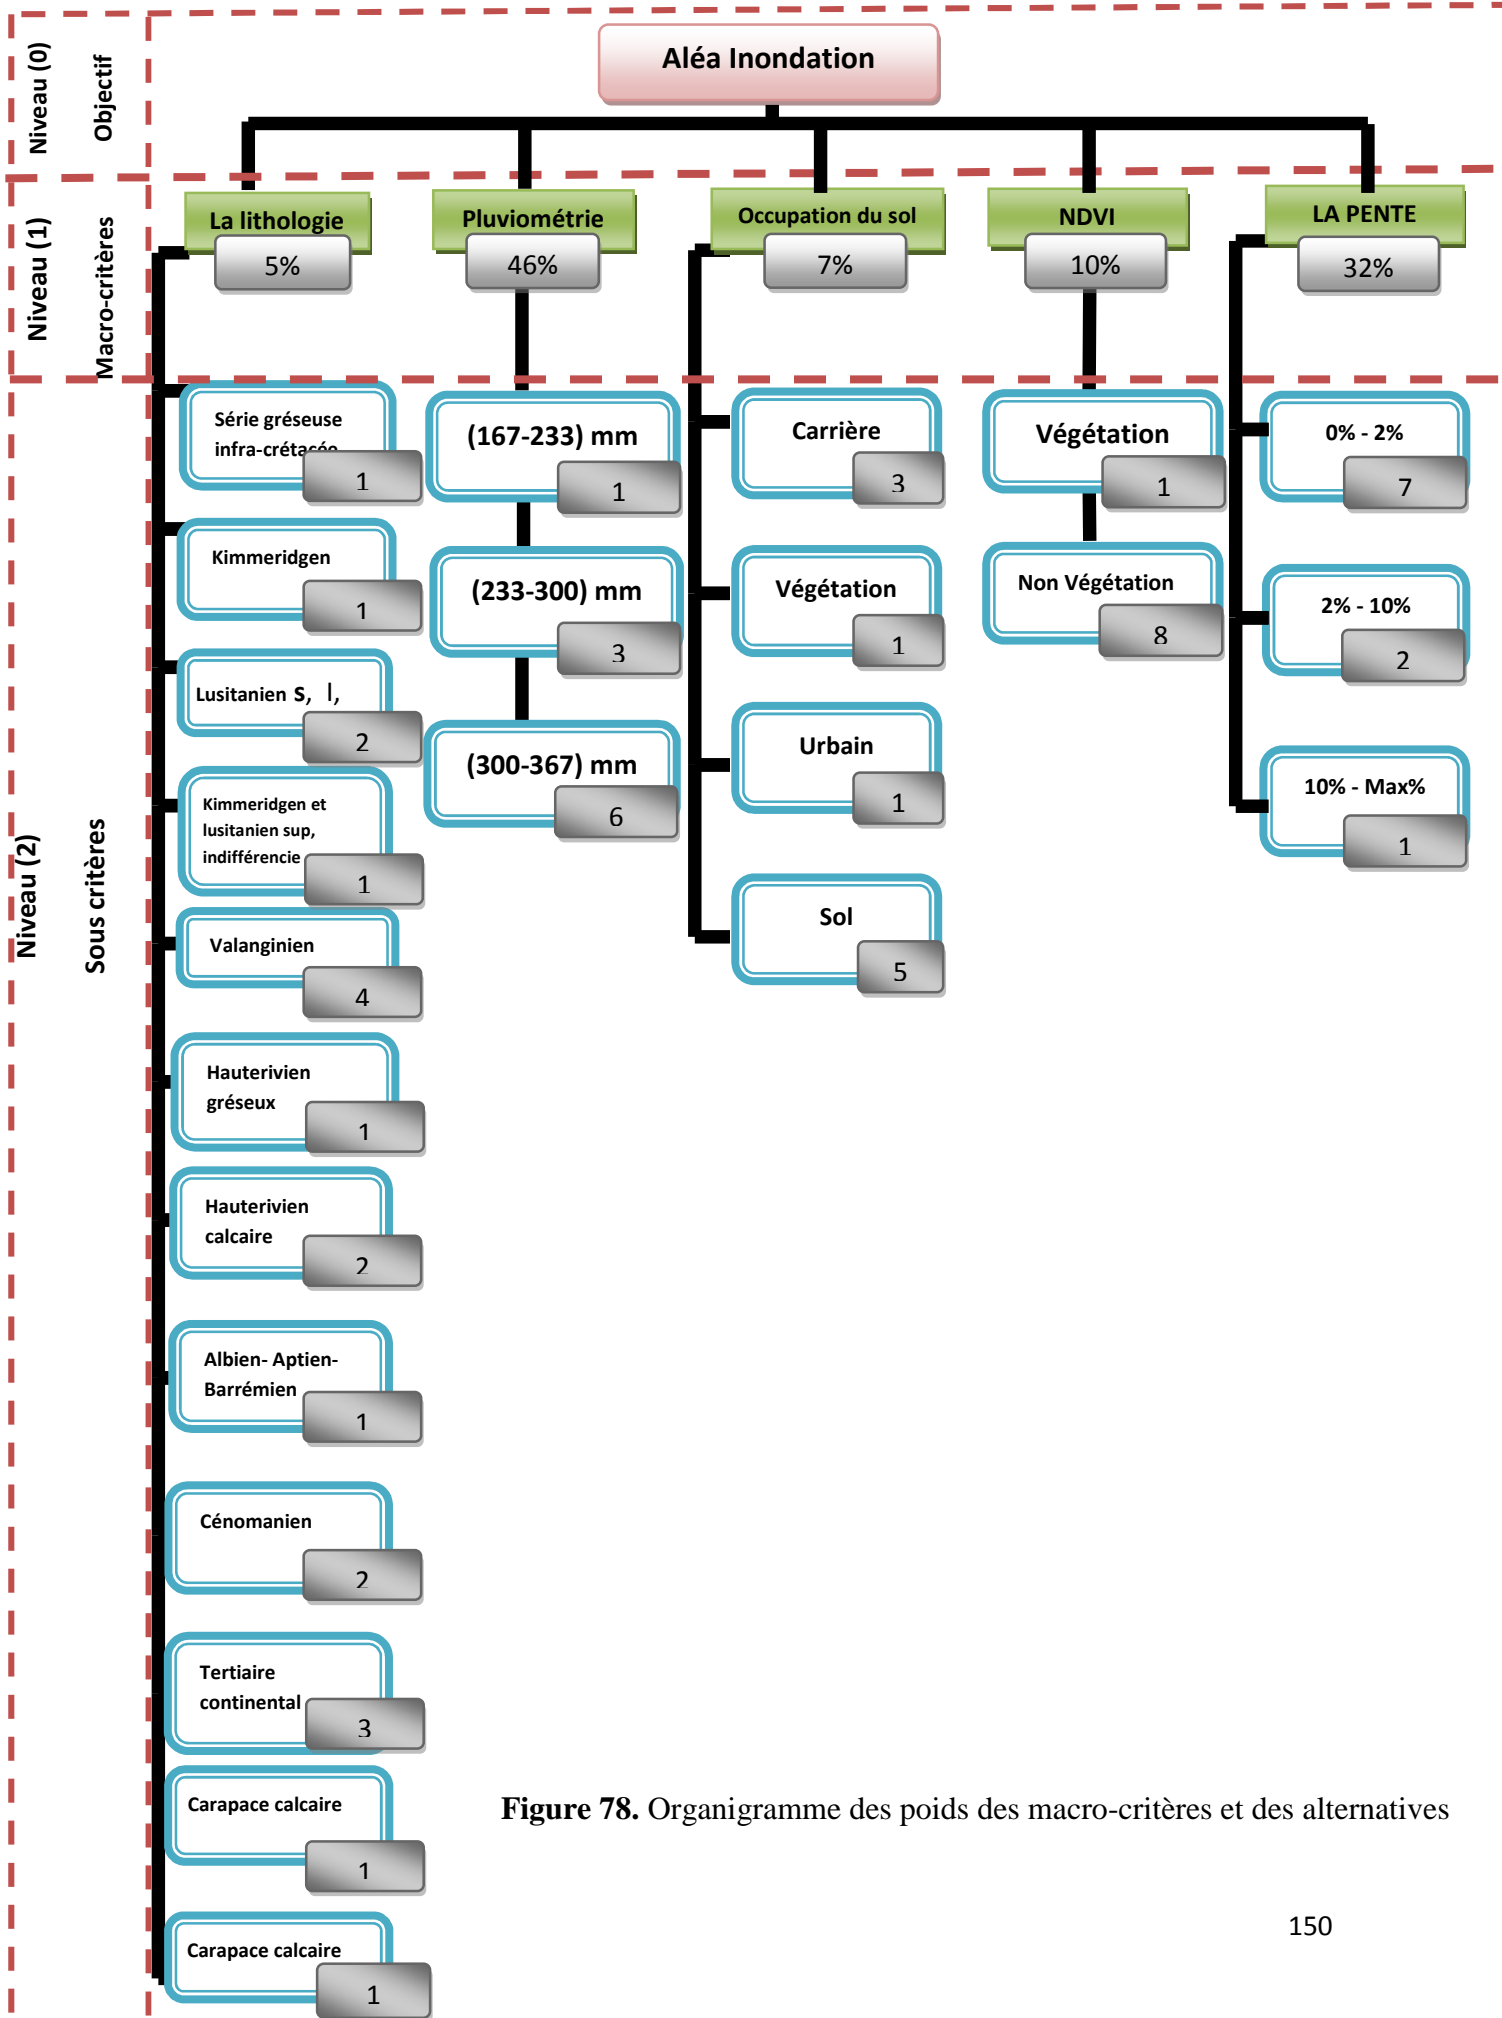 Niveau (0)
Objectif
Aléa Inondation
Niveau (1)
Macro-critères
La lithologie
5%
Pluviométrie
46%
Occupation du sol
7%
NDVI
10%
LA PENTE
32%
Niveau (2)
Sous critères
Série gréseuse
infra-crétacée
1
Kimmeridgen
1
Lusitanien s, l,
2
Kimmeridgen et
lusitanien sup,
indifférencie
1
Valanginien
4
Hauterivien
gréseux
1
Hauterivien
calcaire
2
Albien- Aptien-
Barrémien
1
Cénomanien
2
Tertiaire
continental
3
Carapace calcaire
1
Carapace calcaire
1
(167-233) mm
1
(233-300) mm
3
(300-367) mm
6
Carrière
3
Végétation
1
Urbain
1
Sol
5
Végétation
1
Non Végétation
8
0% - 2%
7
2% - 10%
2
10% - Max%
1
Figure 78. Organigramme des poids des macro-critères et des alternatives
150